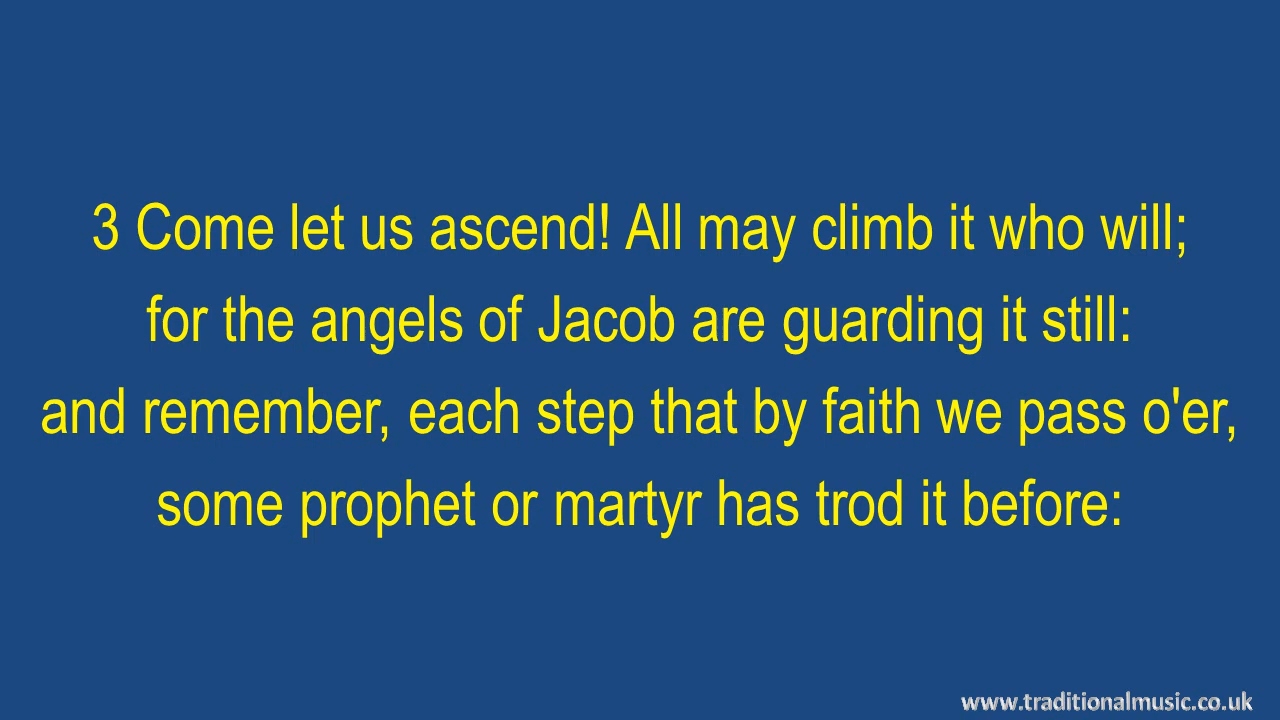 3 Come let us ascend! All may climb it who will;
for the angels of Jacob are guarding it still:
and remember, each step that by faith we pass o'er,
some prophet or martyr has trod it before:
www.traditionalmusic.co.uk